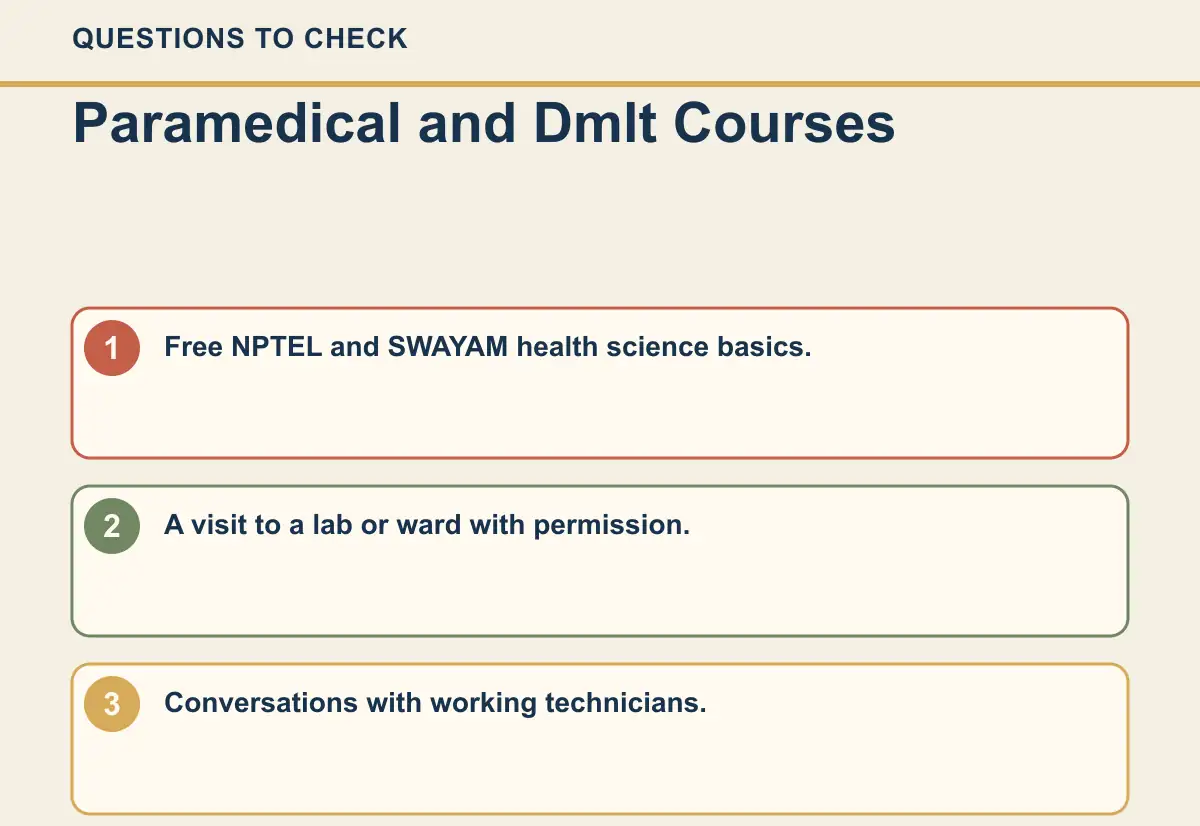 QUESTIONS TO CHECK
Paramedical and Dmlt Courses
1 Free NPTEL and SWAYAM health science basics.
2 A visit to a lab or ward with permission.
3 Conversations with working technicians.